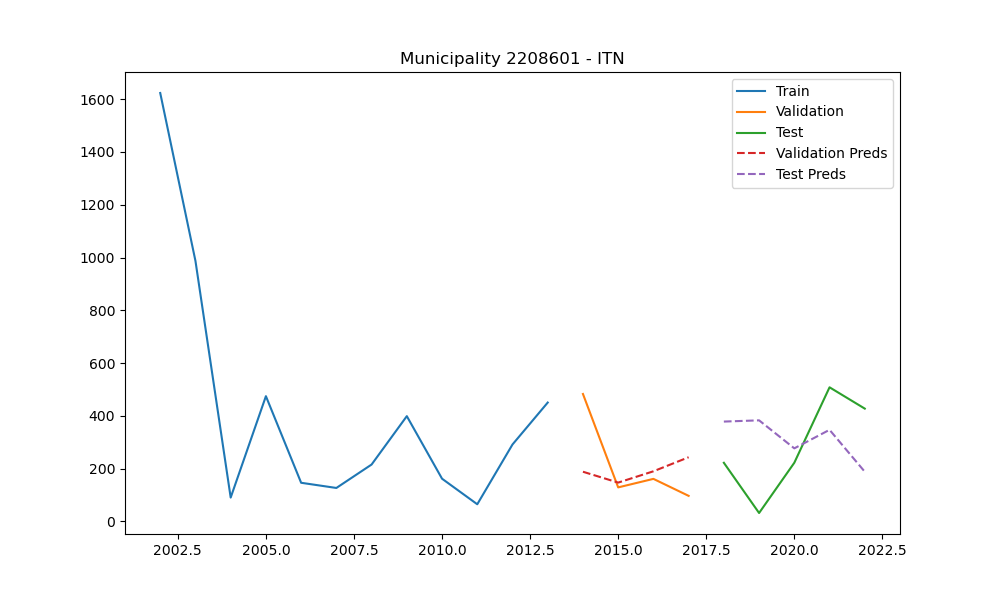 Municipality 2208601 - ITN
Train
Validation
Test
Validation Preds
Test Preds
1600
1400
1200
1000
800
600
400
200
0
2002.5 2005.0 2007.5 2010.0 2012.5 2015.0 2017.5 2020.0 2022.5